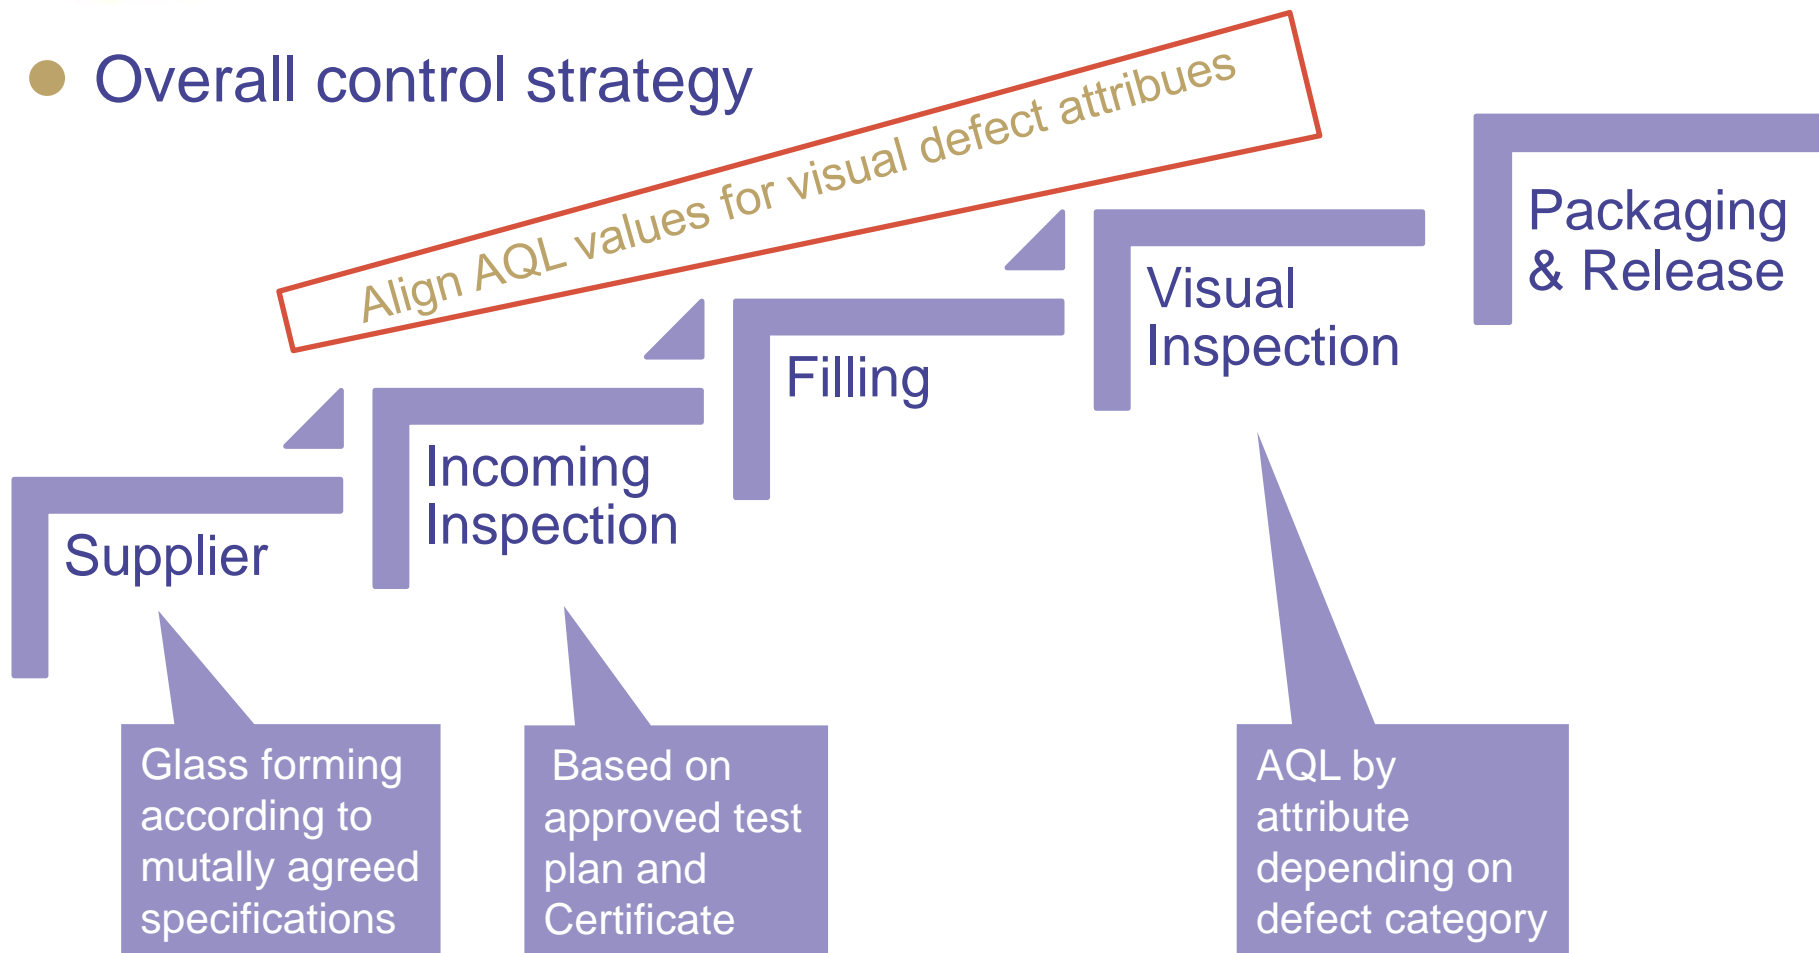 Overall control strategy
Align AQL values for visual defect attribues
Supplier
Incoming
Inspection
Filling
Visual
Inspection
Packaging
& Release
Glass forming
according to
mutally agreed
specifications
Based on
approved test
plan and
Certificate
AQL by
attribute
depending on
defect category